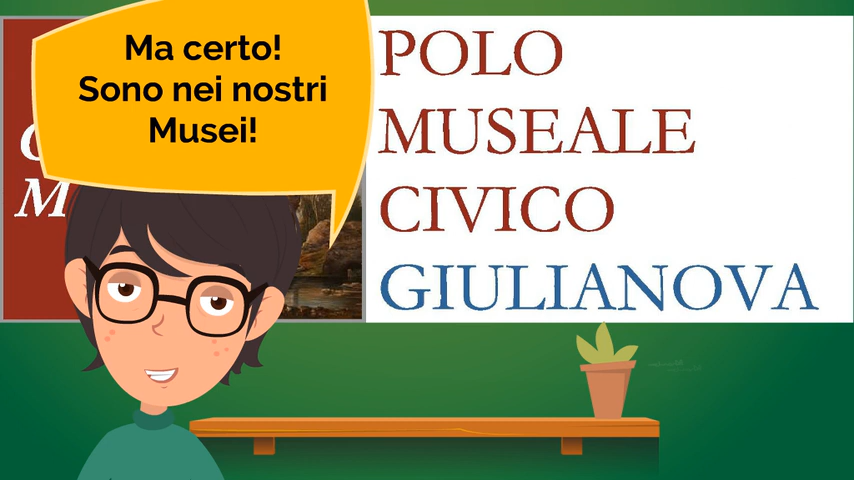 Ma certo!
Sono nei nostri
Musei!
POLO
MUSEALE
CIVICO
GIULIANOVA